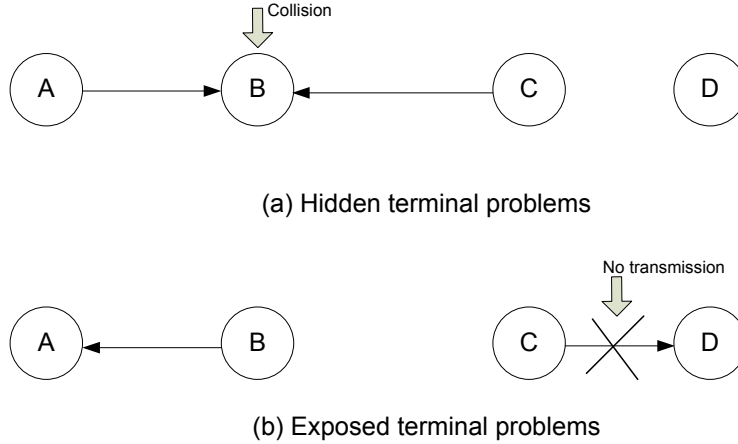 Collision
A B C D
(a) Hidden terminal problems
No transmission
A B C D
(b) Exposed terminal problems